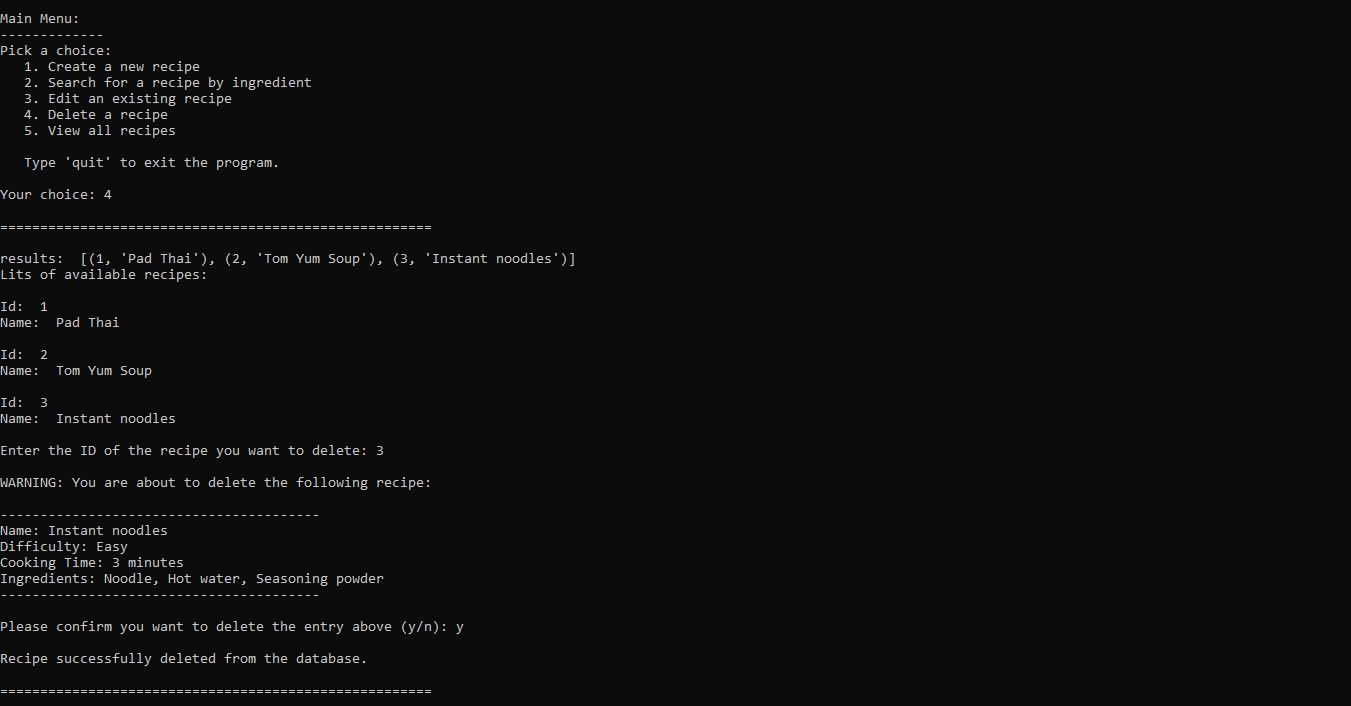 Main Menu:
-------------
Pick a choice:
   1. Create a new recipe
   2. Search for a recipe by ingredient
   3. Edit an existing recipe
   4. Delete a recipe
   5. View all recipes
   Type 'quit' to exit the program.
Your choice: 4
======================================================
results:  [(1, 'Pad Thai'), (2, 'Tom Yum Soup'), (3, 'Instant noodles')]
Lits of available recipes:
Id:  1
Name:  Pad Thai
Id:  2
Name:  Tom Yum Soup
Id:  3
Name:  Instant noodles
Enter the ID of the recipe you want to delete: 3
WARNING: You are about to delete the following recipe:
----------------------------------------
Name: Instant noodles
Difficulty: Easy
Cooking Time: 3 minutes
Ingredients: Noodle, Hot water, Seasoning powder
----------------------------------------
Please confirm you want to delete the entry above (y/n): y
Recipe successfully deleted from the database.
======================================================